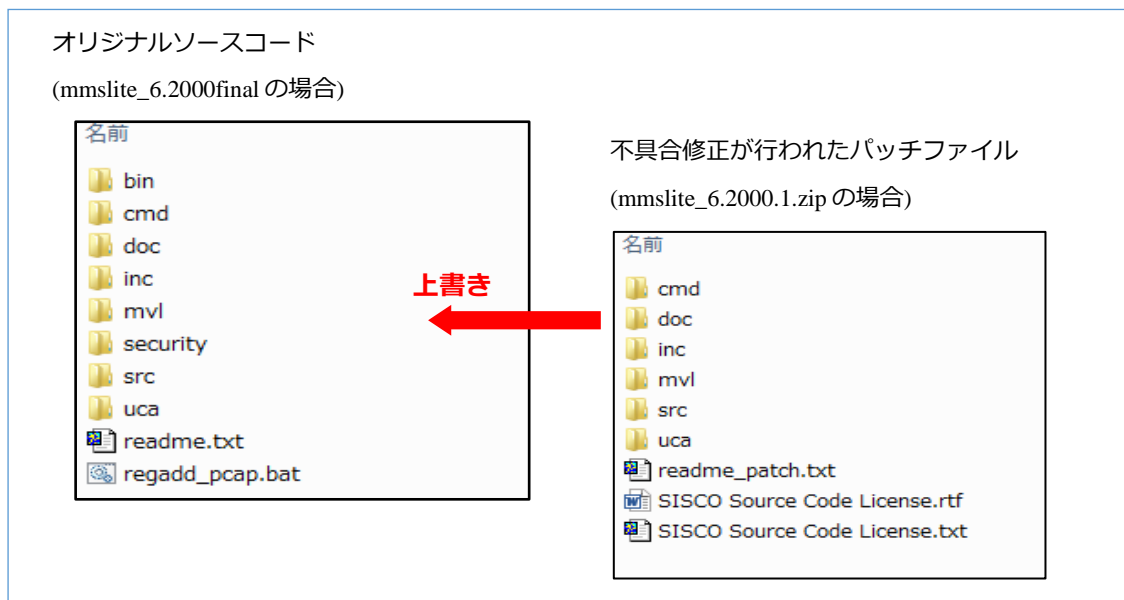 オリジナルソースコード
(mmslite_6.2000final の場合)
名前
bin
cmd
doc
inc
mvl
security
src
uca
readme.txt
regadd_pcap.bat
上書き
不具合修正が行われたパッチファイル
(mmslite_6.2000.1.zip の場合)
名前
cmd
doc
inc
mvl
src
uca
readme_patch.txt
SISCO Source Code License.rtf
SISCO Source Code License.txt